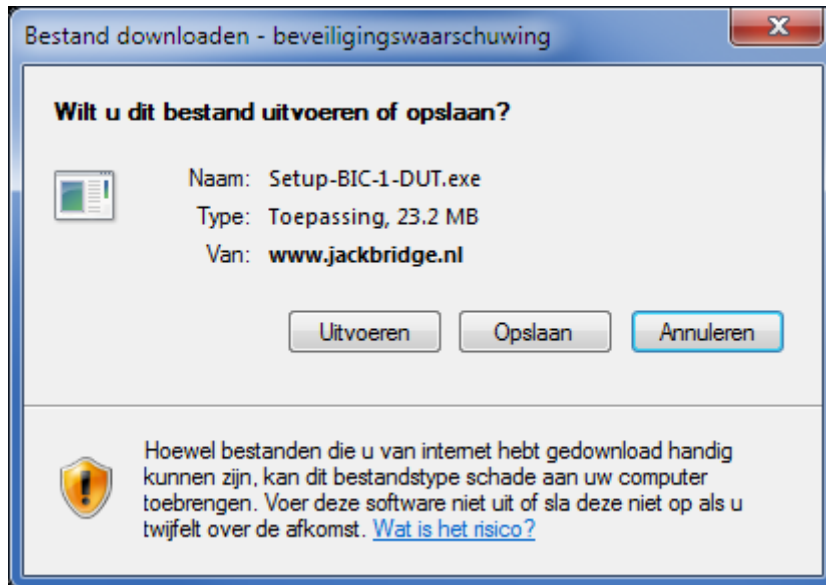 Bestand downloaden - beveiligingswaarschuwing
Wilt u dit bestand uitvoeren of opslaan?
Naam: Setup-BIC-1-DUT.exe
Type: Toepassing, 23.2 MB
Van: www.jackbridge.nl
Uitvoeren Opslaan Annuleren
Hoewel bestanden die u van internet hebt gedownload handig
kunnen zijn, kan dit bestandstype schade aan uw computer
toebrengen. Voer deze software niet uit of sla deze niet op als u
twijfelt over de afkomst. Wat is het risico?